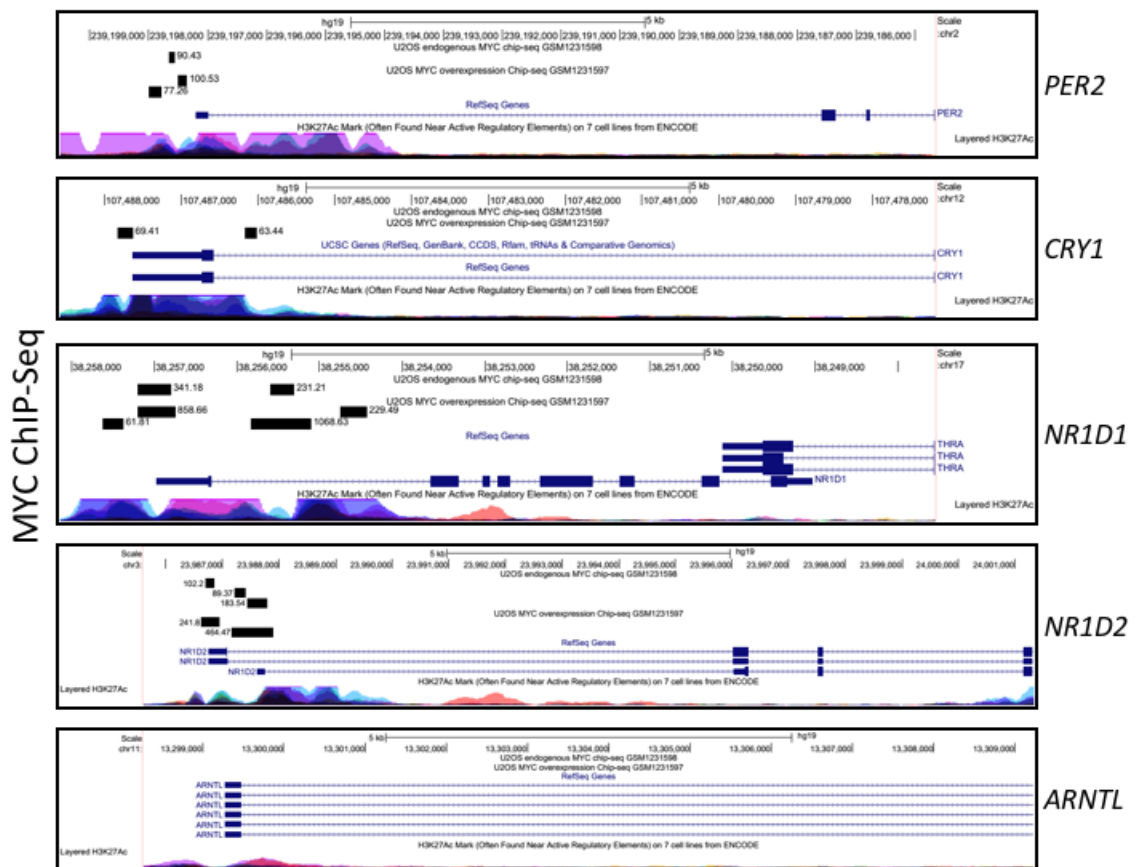 MYC ChIP-Seq
hg19 5 kb Scale
|239,199,000| |239,198,000| |239,197,000| |239,196,000| |239,195,000| |239,194,000| |239,193,000| |239,192,000| |239,191,000| |239,190,000| |239,189,000| |239,188,000| |239,187,000| |239,186,000| :chr2
U2OS endogenous MYC chip-seq GSM1231598
90.43
U2OS MYC overexpression Chip-seq GSM1231597
100.53
77.26
RefSeq Genes
PER2
H3K27Ac Mark (Often Found Near Active Regulatory Elements) on 7 cell lines from ENCODE
Layered H3K27Ac
PER2
hg19 5 kb Scale
|107,488,000 |107,487,000 |107,486,000 |107,485,000 |107,484,000 |107,483,000 |107,482,000 |107,481,000 |107,480,000 |107,479,000 |107,478,000 :chr12
U2OS endogenous MYC chip-seq GSM1231598
U2OS MYC overexpression Chip-seq GSM1231597
69.41 63.44
UCSC Genes (RefSeq, GenBank, CCDS, Rfam, tRNAs & Comparative Genomics)
CRY1
RefSeq Genes
CRY1
H3K27Ac Mark (Often Found Near Active Regulatory Elements) on 7 cell lines from ENCODE
Layered H3K27Ac
CRY1
hg19 5 kb Scale
|38,258,000 |38,257,000 |38,256,000 |38,255,000 |38,254,000 |38,253,000 |38,252,000 |38,251,000 |38,250,000 |38,249,000 | :chr17
U2OS endogenous MYC chip-seq GSM1231598
341.18 231.21
U2OS MYC overexpression Chip-seq GSM1231597
858.66 229.49
61.81 1068.63
RefSeq Genes
THRA
THRA
THRA
NR1D1
H3K27Ac Mark (Often Found Near Active Regulatory Elements) on 7 cell lines from ENCODE
Layered H3K27Ac
NR1D1
Scale 5 kb hg19
chr3: 23,987,000| 23,988,000| 23,989,000| 23,990,000| 23,991,000| 23,992,000| 23,993,000| 23,994,000| 23,995,000| 23,996,000| 23,997,000| 23,998,000| 23,999,000| 24,000,000| 24,001,000|
U2OS endogenous MYC chip-seq GSM1231598
102.2
89.37
183.54
U2OS MYC overexpression Chip-seq GSM1231597
241.8
464.47
RefSeq Genes
NR1D2
NR1D2
NR1D2
H3K27Ac Mark (Often Found Near Active Regulatory Elements) on 7 cell lines from ENCODE
Layered H3K27Ac
NR1D2
Scale 5 kb hg19
chr11: 13,299,000| 13,300,000| 13,301,000| 13,302,000| 13,303,000| 13,304,000| 13,305,000| 13,306,000| 13,307,000| 13,308,000| 13,309,000|
U2OS endogenous MYC chip-seq GSM1231598
U2OS MYC overexpression Chip-seq GSM1231597
RefSeq Genes
ARNTL
ARNTL
ARNTL
ARNTL
ARNTL
ARNTL
H3K27Ac Mark (Often Found Near Active Regulatory Elements) on 7 cell lines from ENCODE
Layered H3K27Ac
ARNTL